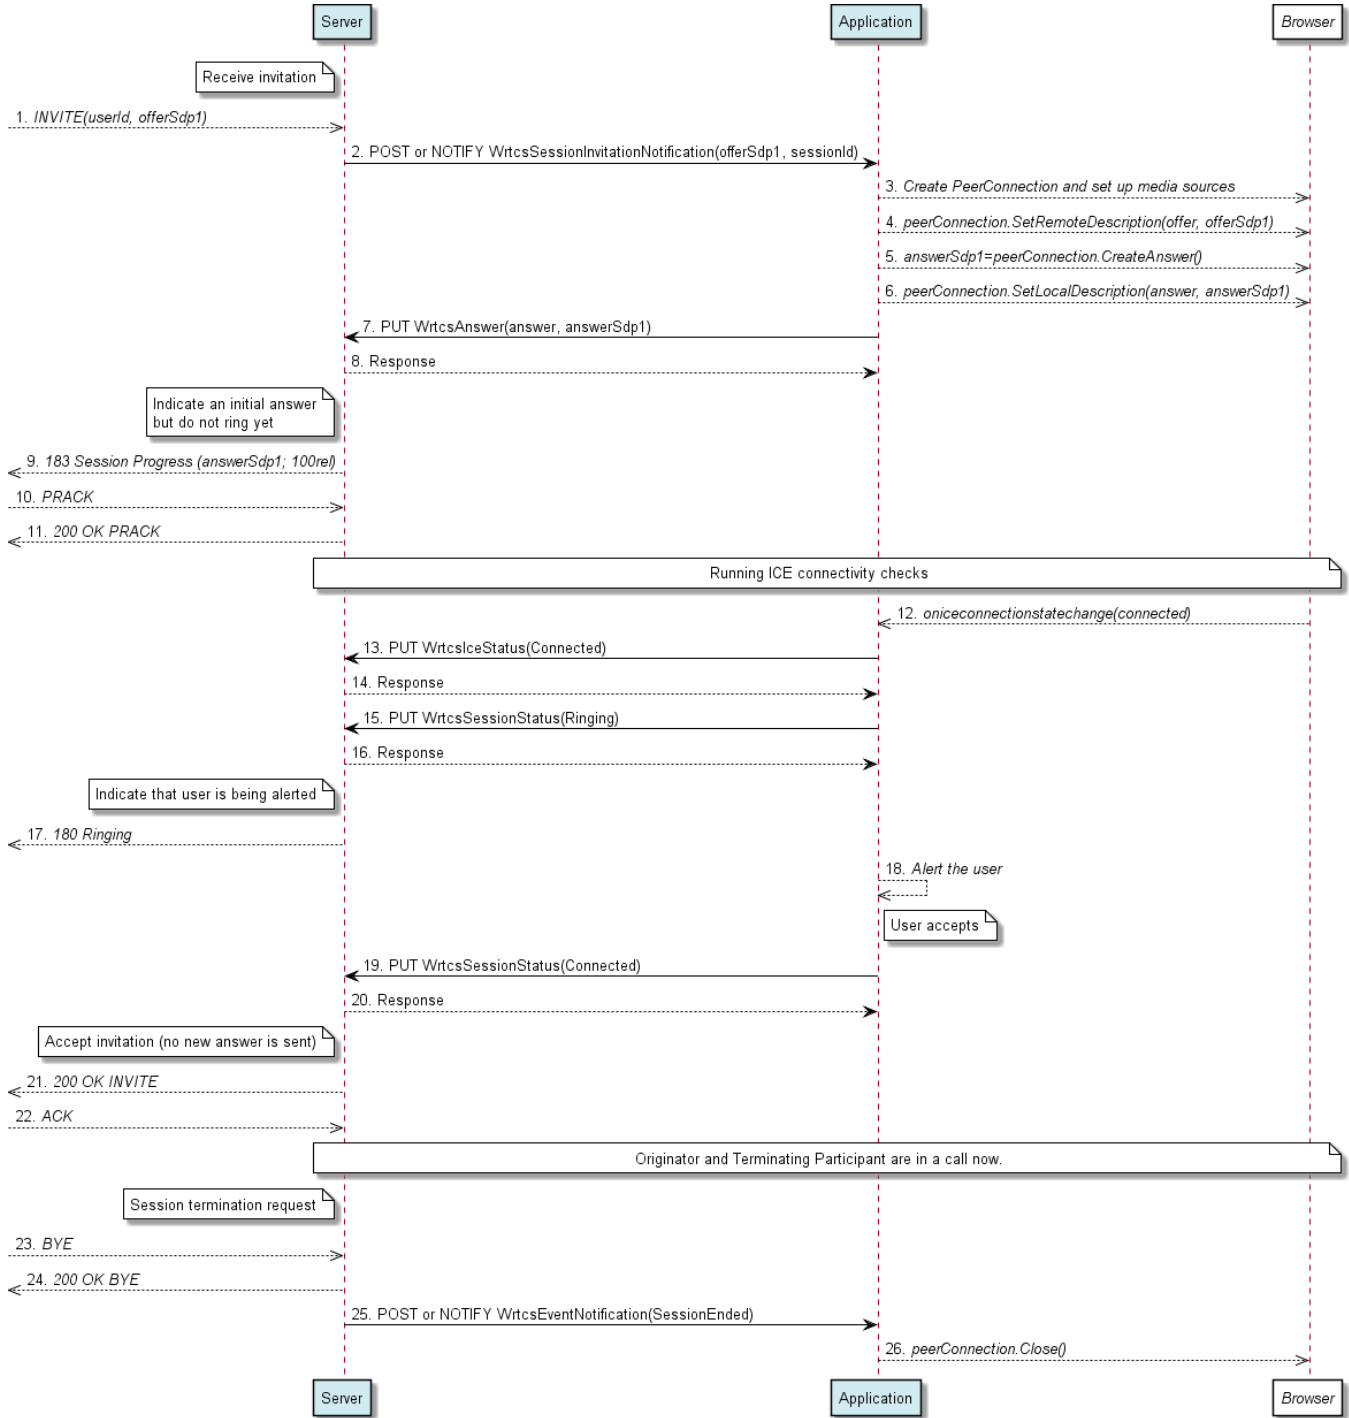 Server
Application
Browser
Receive invitation
1. INVITE(userId, offerSdp1)
2. POST or NOTIFY WrtcsSessionInvitationNotification(offerSdp1, sessionId)
3. Create PeerConnection and set up media sources
4. peerConnection.SetRemoteDescription(offer, offerSdp1)
5. answerSdp1=peerConnection.CreateAnswer()
6. peerConnection.SetLocalDescription(answer, answerSdp1)
7. PUT WrtcsAnswer(answer, answerSdp1)
8. Response
Indicate an initial answer
but do not ring yet
9. 183 Session Progress (answerSdp1; 100rel)
10. PRACK
11. 200 OK PRACK
Running ICE connectivity checks
12. oniceconnectionstatechange(connected)
13. PUT WrtcsIceStatus(Connected)
14. Response
15. PUT WrtcsSessionStatus(Ringing)
16. Response
Indicate that user is being alerted
17. 180 Ringing
18. Alert the user
User accepts
19. PUT WrtcsSessionStatus(Connected)
20. Response
Accept invitation (no new answer is sent)
21. 200 OK INVITE
22. ACK
Originator and Terminating Participant are in a call now.
Session termination request
23. BYE
24. 200 OK BYE
25. POST or NOTIFY WrtcsEventNotification(SessionEnded)
26. peerConnection.Close()
Server
Application
Browser